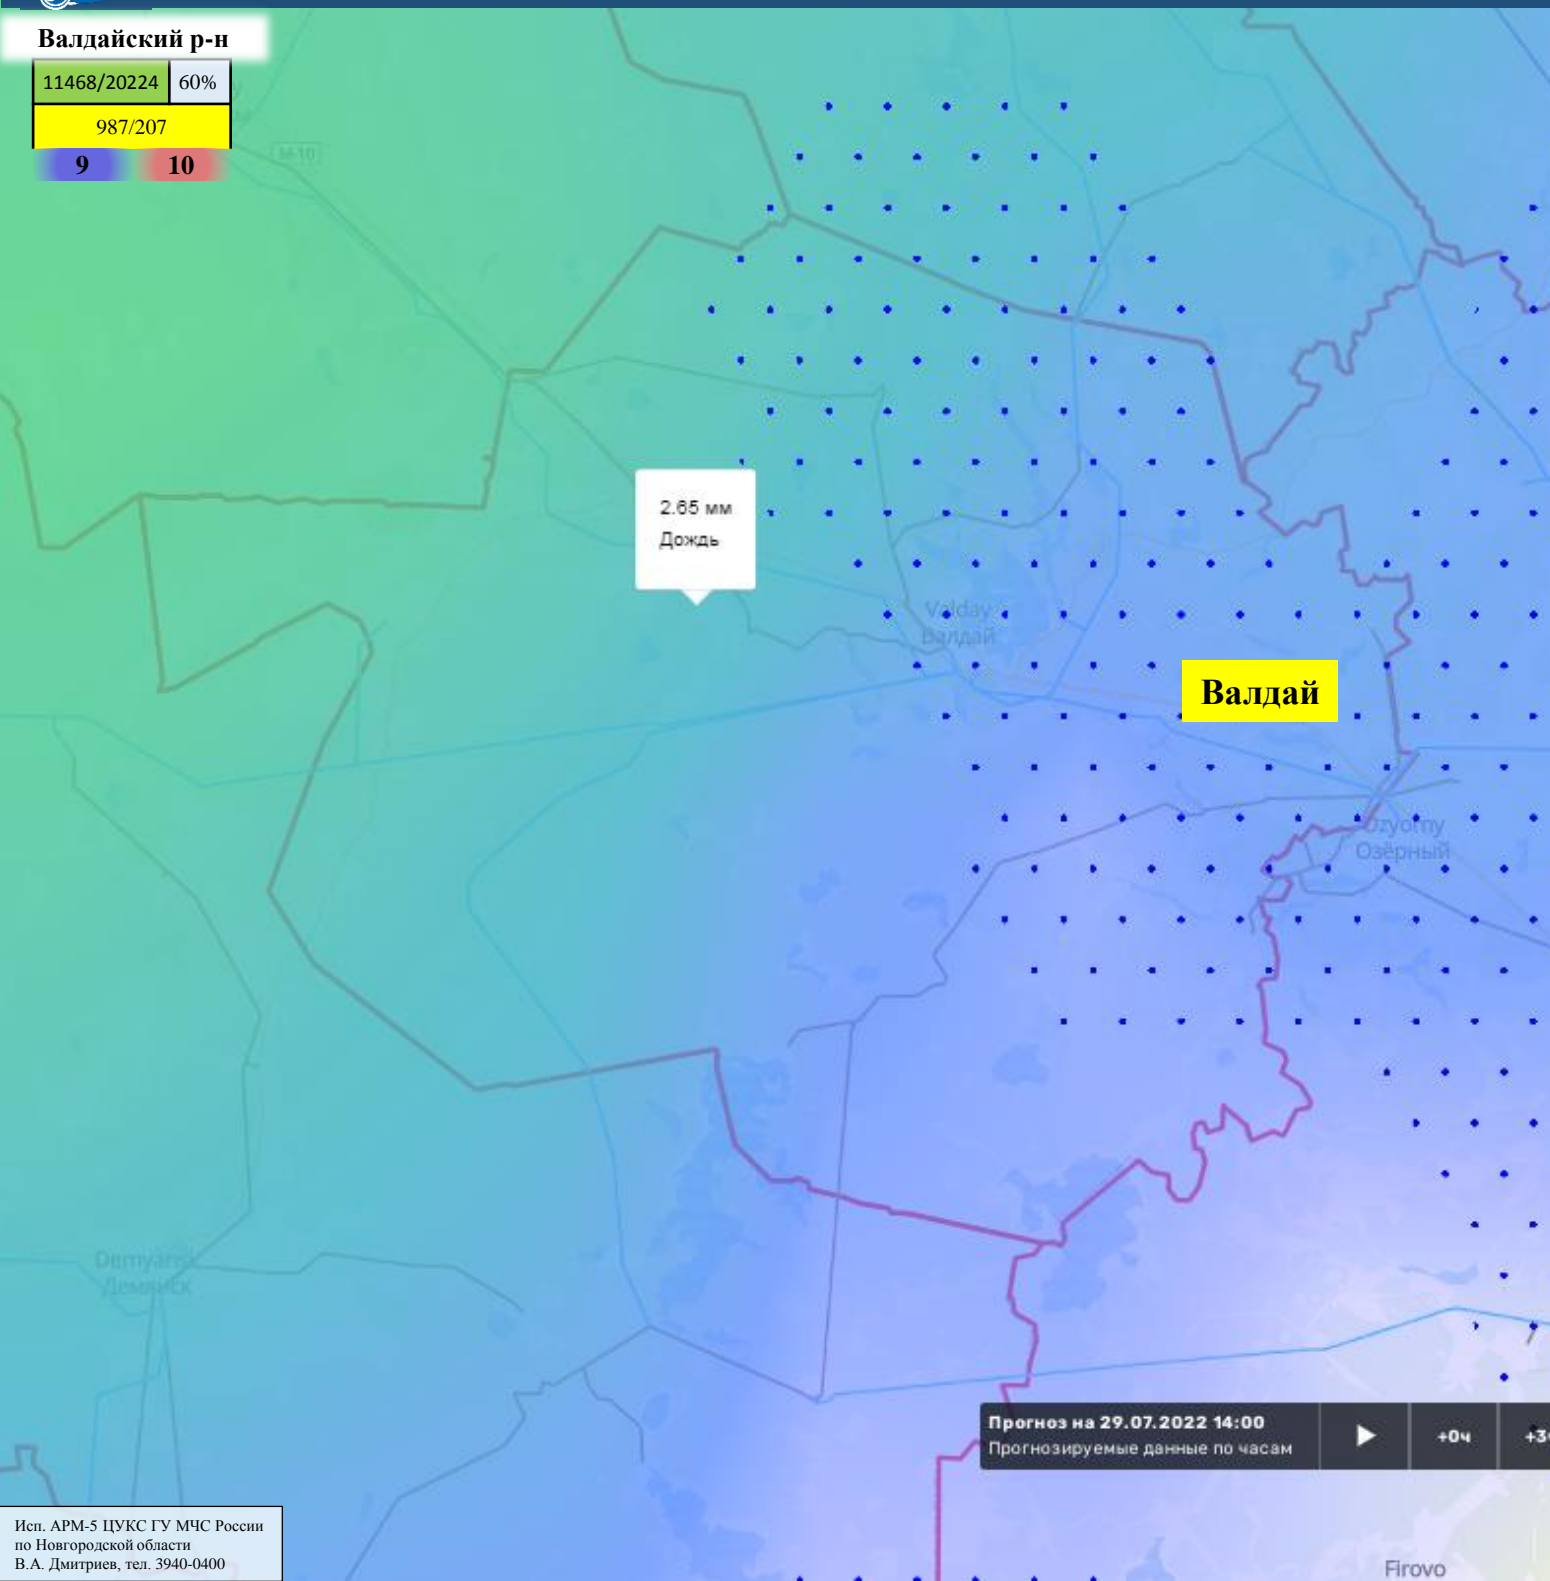 Валдайский р-н
11468/20224 60%
987/207
9 10
M-10
2.65 мм
Дождь
Valday
Валдай
Валдай
Ozyorny
Озёрный
Demyansk
Демянск
Прогноз на 29.07.2022 14:00
Прогнозируемые данные по часам
+0ч
Исп. АРМ-5 ЦУКС ГУ МЧС России
по Новгородской области
В.А. Дмитриев, тел. 3940-0400
Firovo